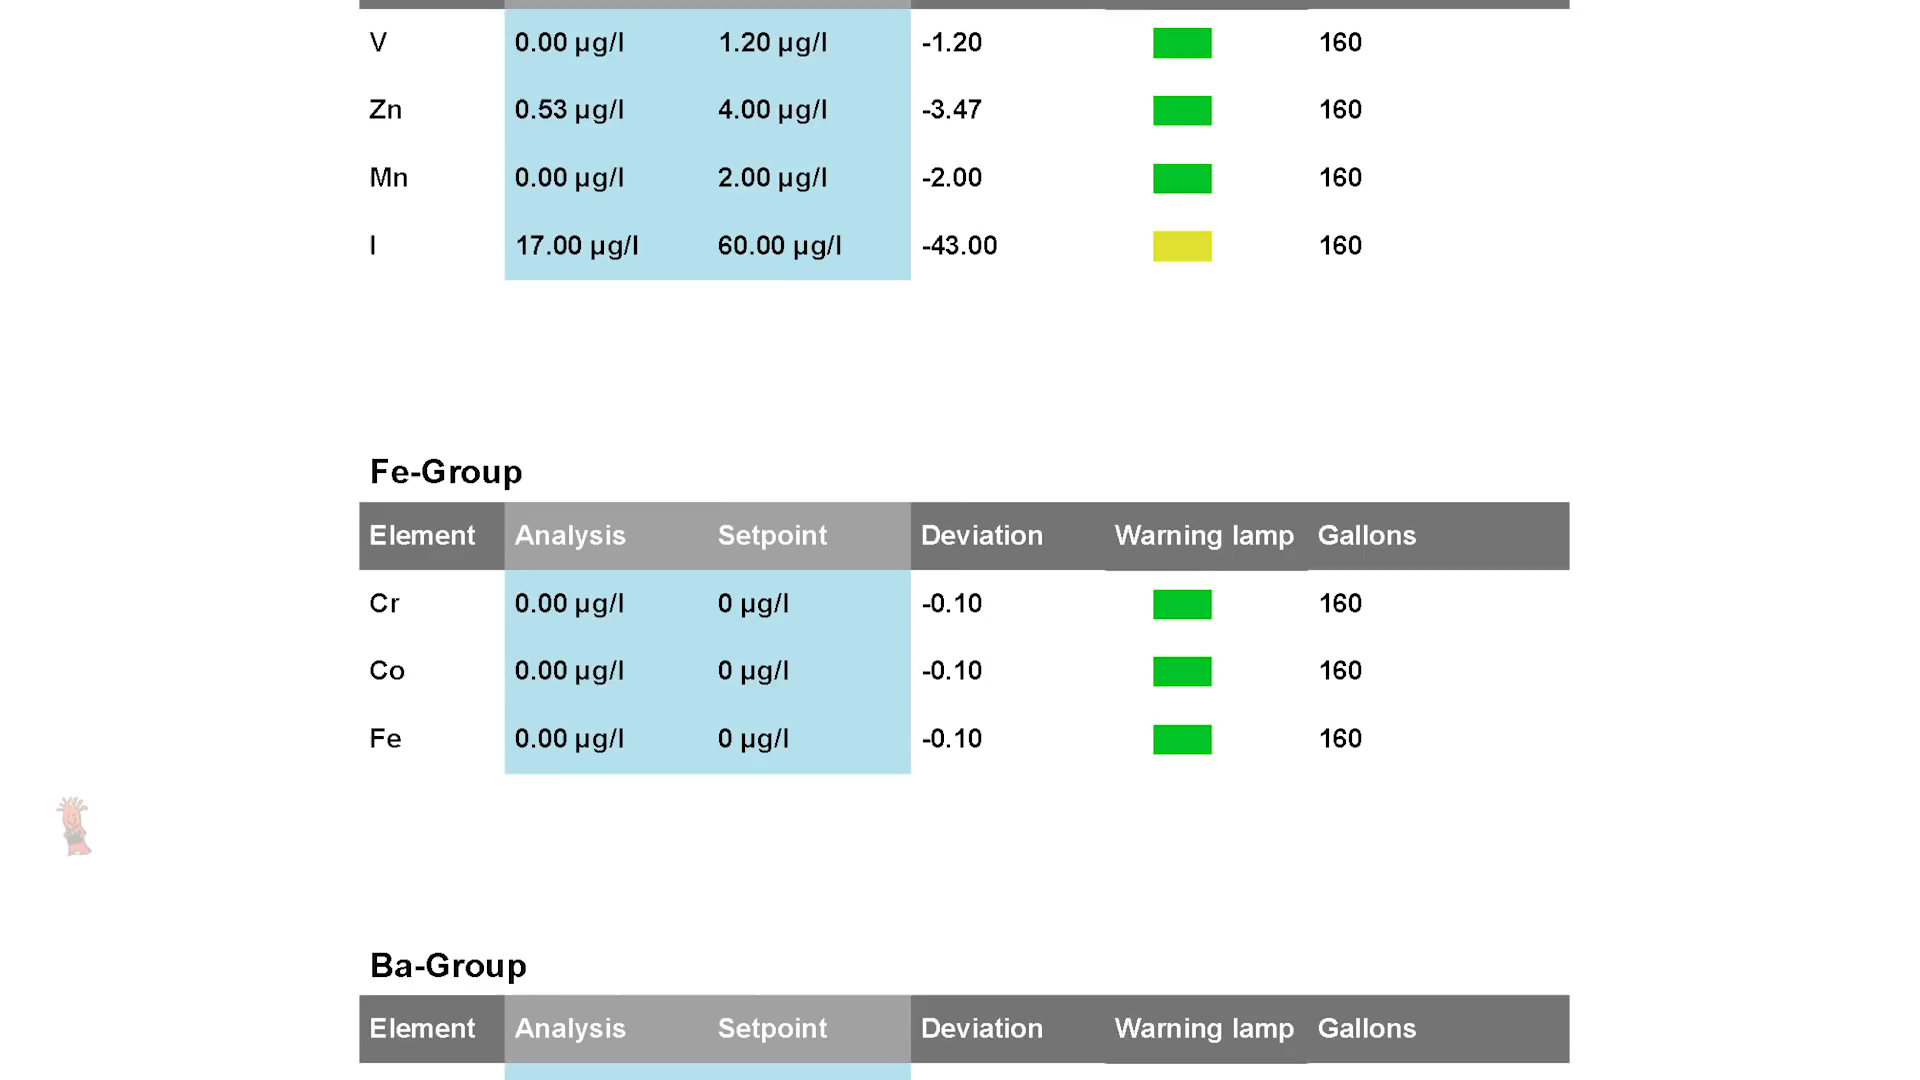 V 0.00 µg/l 1.20 µg/l -1.20 160
Zn 0.53 µg/l 4.00 µg/l -3.47 160
Mn 0.00 µg/l 2.00 µg/l -2.00 160
I 17.00 µg/l 60.00 µg/l -43.00 160
Fe-Group
Element Analysis Setpoint Deviation Warning lamp Gallons
Cr 0.00 µg/l 0 µg/l -0.10 160
Co 0.00 µg/l 0 µg/l -0.10 160
Fe 0.00 µg/l 0 µg/l -0.10 160
Ba-Group
Element Analysis Setpoint Deviation Warning lamp Gallons